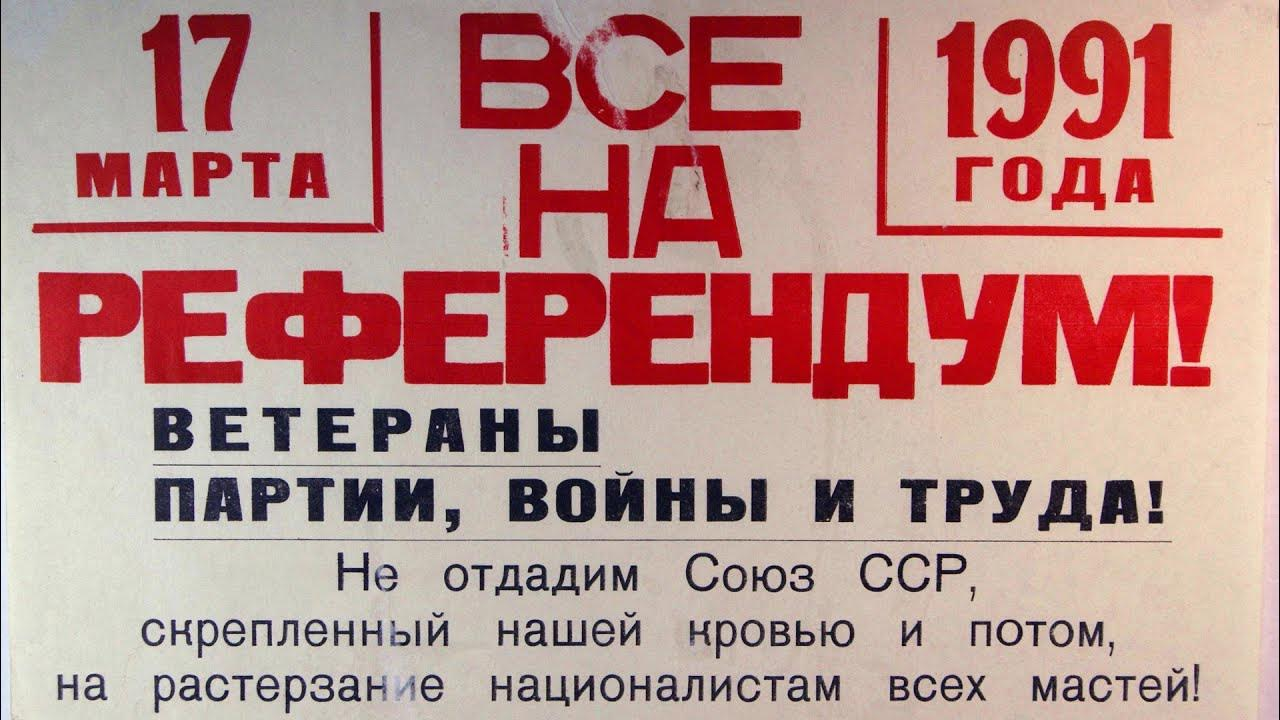 17
МАРТА
ВСЕ
НА
1991
ГОДА
РЕФЕРЕНДУМ!
ВЕТЕРАНЫ
ПАРТИИ, ВОЙНЫ И ТРУДА!
Не отдадим Союз ССР,
скрепленный нашей кровью и потом,
на растерзание националистам всех мастей!